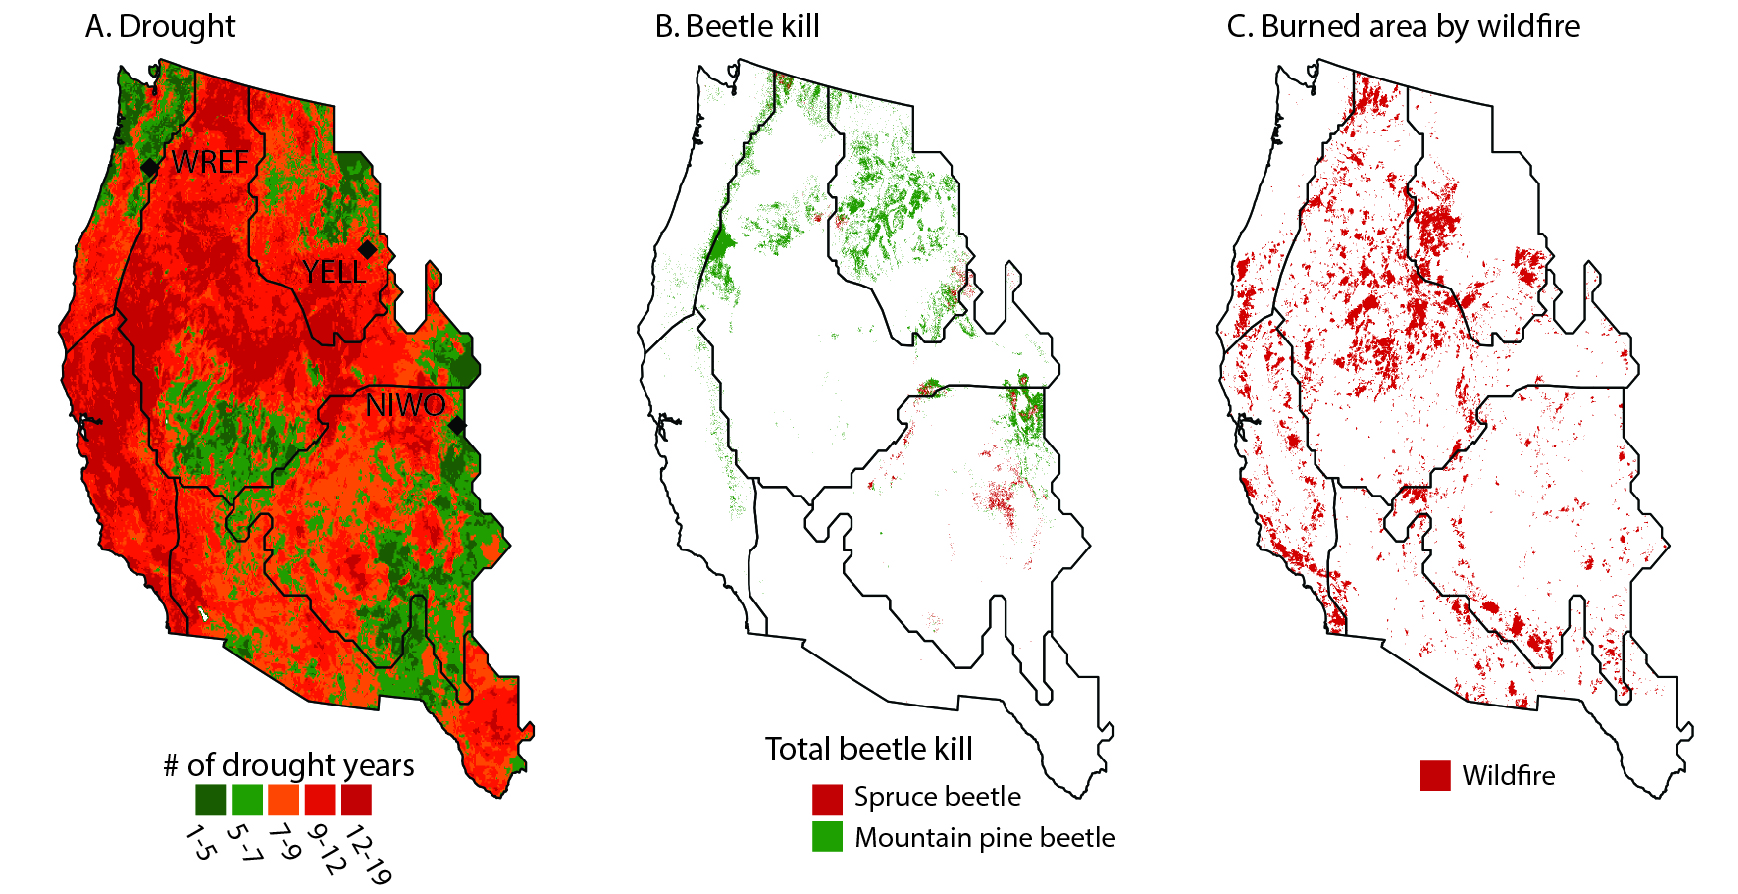 A. Drought
B. Beetle kill
C. Burned area by wildfire
WREF
YELL
NIWO
# of drought years
1-5
5-7
7-9
9-12
12-19
Total beetle kill
Spruce beetle
Mountain pine beetle
Wildfire